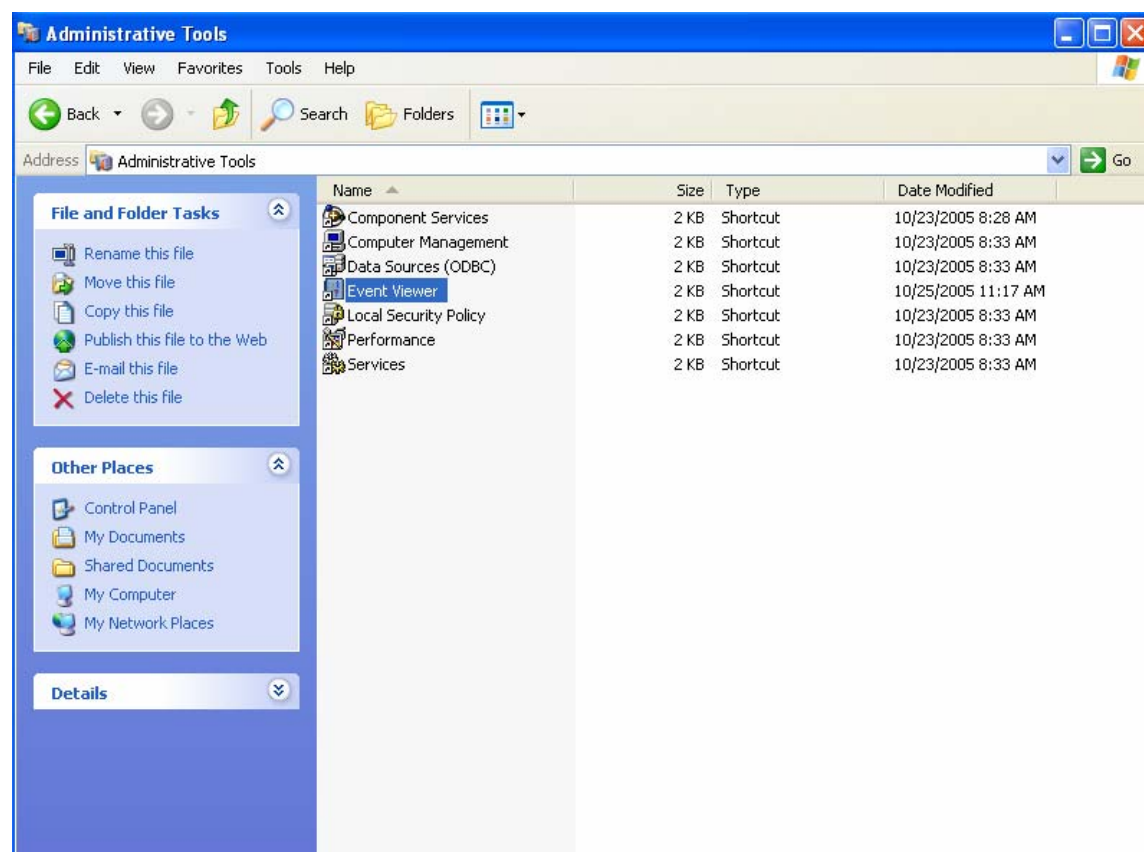 Administrative Tools
File Edit View Favorites Tools Help
Back Search Folders
Address Administrative Tools Go
File and Folder Tasks
Rename this file
Move this file
Copy this file
Publish this file to the Web
E-mail this file
Delete this file
Other Places
Control Panel
My Documents
Shared Documents
My Computer
My Network Places
Details
Name Size Type Date Modified
Component Services 2 KB Shortcut 10/23/2005 8:28 AM
Computer Management 2 KB Shortcut 10/23/2005 8:33 AM
Data Sources (ODBC) 2 KB Shortcut 10/23/2005 8:33 AM
Event Viewer 2 KB Shortcut 10/25/2005 11:17 AM
Local Security Policy 2 KB Shortcut 10/23/2005 8:33 AM
Performance 2 KB Shortcut 10/23/2005 8:33 AM
Services 2 KB Shortcut 10/23/2005 8:33 AM